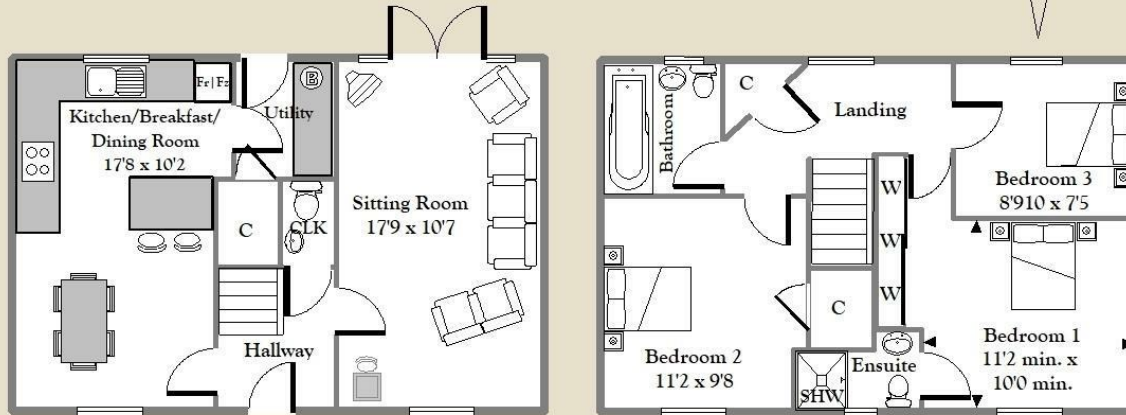 Fr|Fz
B
Utility
Kitchen/Breakfast/
Dining Room
17'8 x 10'2
C
CLK
Sitting Room
17'9 x 10'7
Hallway
Bathroom
C
Landing
W
W
W
Bedroom 3
8'910 x 7'5
C
Bedroom 2
11'2 x 9'8
SHW
Ensuite
Bedroom 1
11'2 min. x
10'0 min.